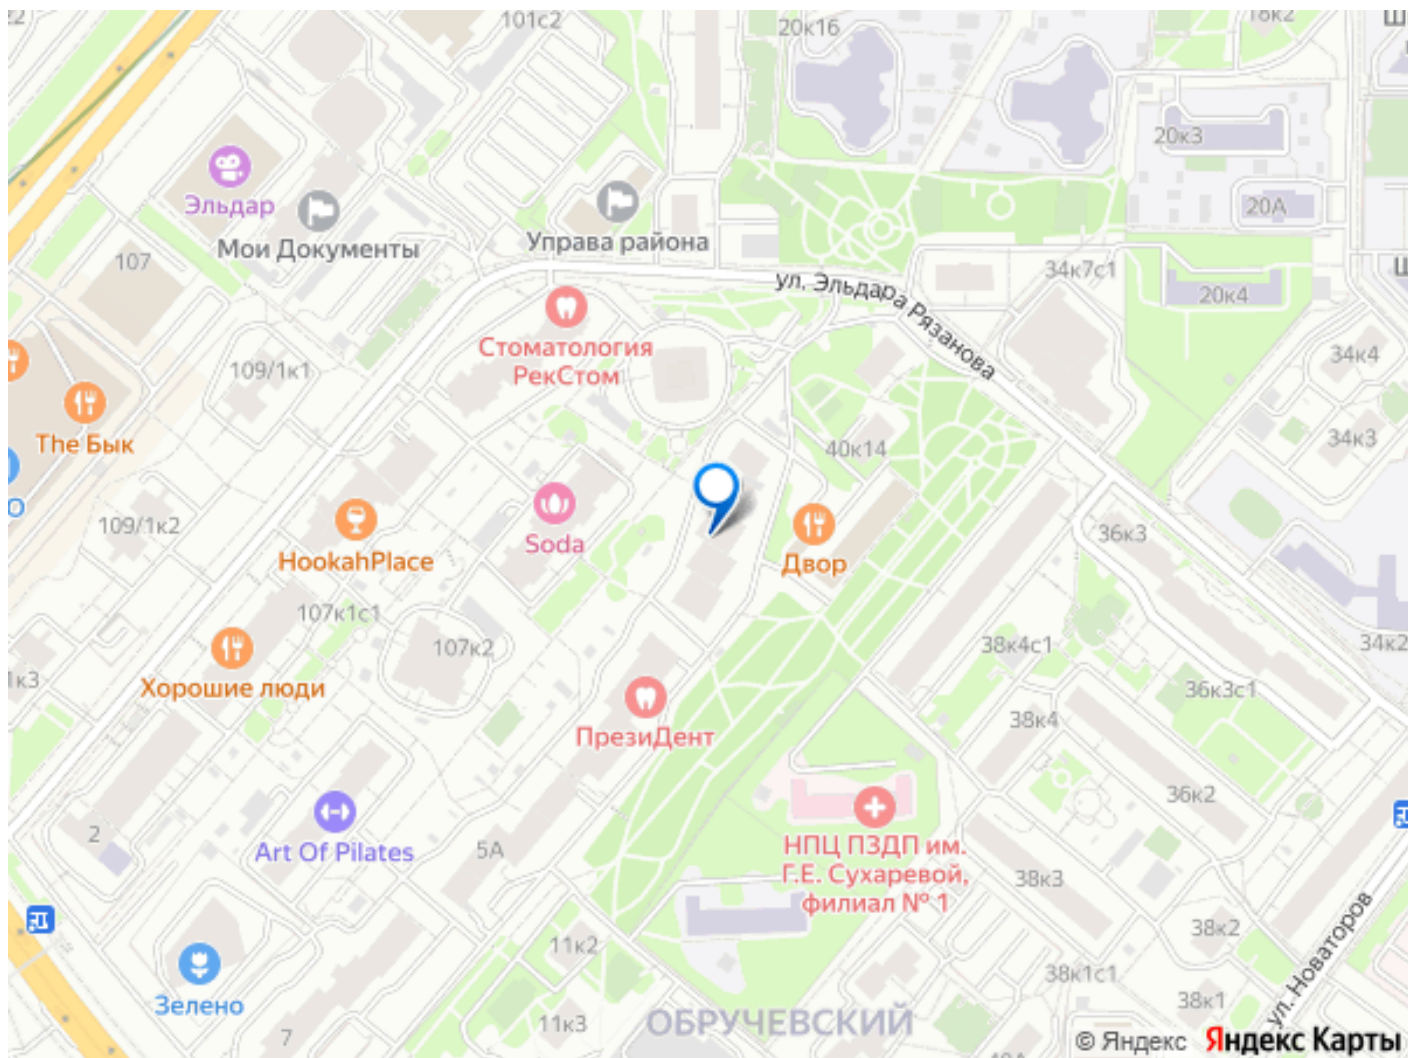 101с2
20к16
18к2
20к3
Эльдар
Мои Документы
Управа района
20А
107
34к7с1
ул. Эльдара Рязанова
20к4
Стоматология
РекСтом
109/1к1
34к4
The Бык
40к14
34к3
109/1к2
HookahPlace
Soda
Двор
36к3
107к1с1
107к2
38к4с1
34к2
1к3
Хорошие люди
36к3с1
ПрезиДент
38к4
36к2
2
Art Of Pilates
5А
НПЦ ПЗДП им.
Г.Е. Сухаревой,
филиал № 1
38к3
11к2
38к2
ул. Новаторов
Зелено
38к1с1
38к1
7
11к3
ОБРУЧЕВСКИЙ
40к2
© Яндекс Яндекс Карты